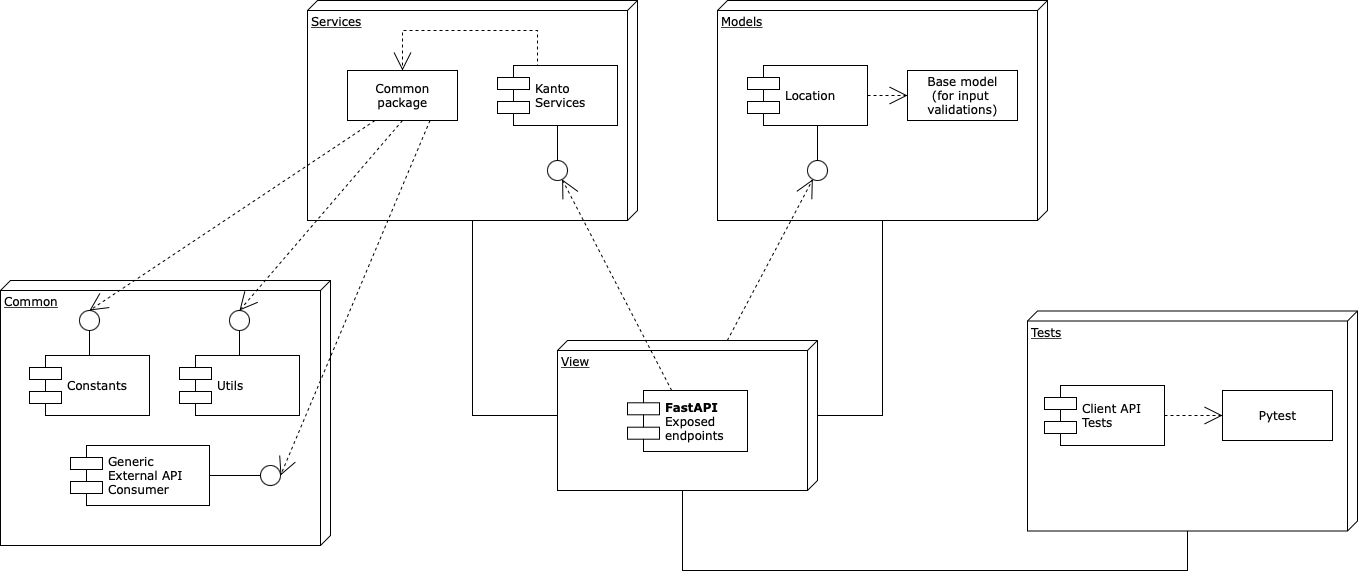 Services
Common
package
Kanto
Services
Models
Location
Base model
(for input
validations)
Common
Constants
Utils
Generic
External API
Consumer
View
FastAPI
Exposed
endpoints
Tests
Client API
Tests
Pytest